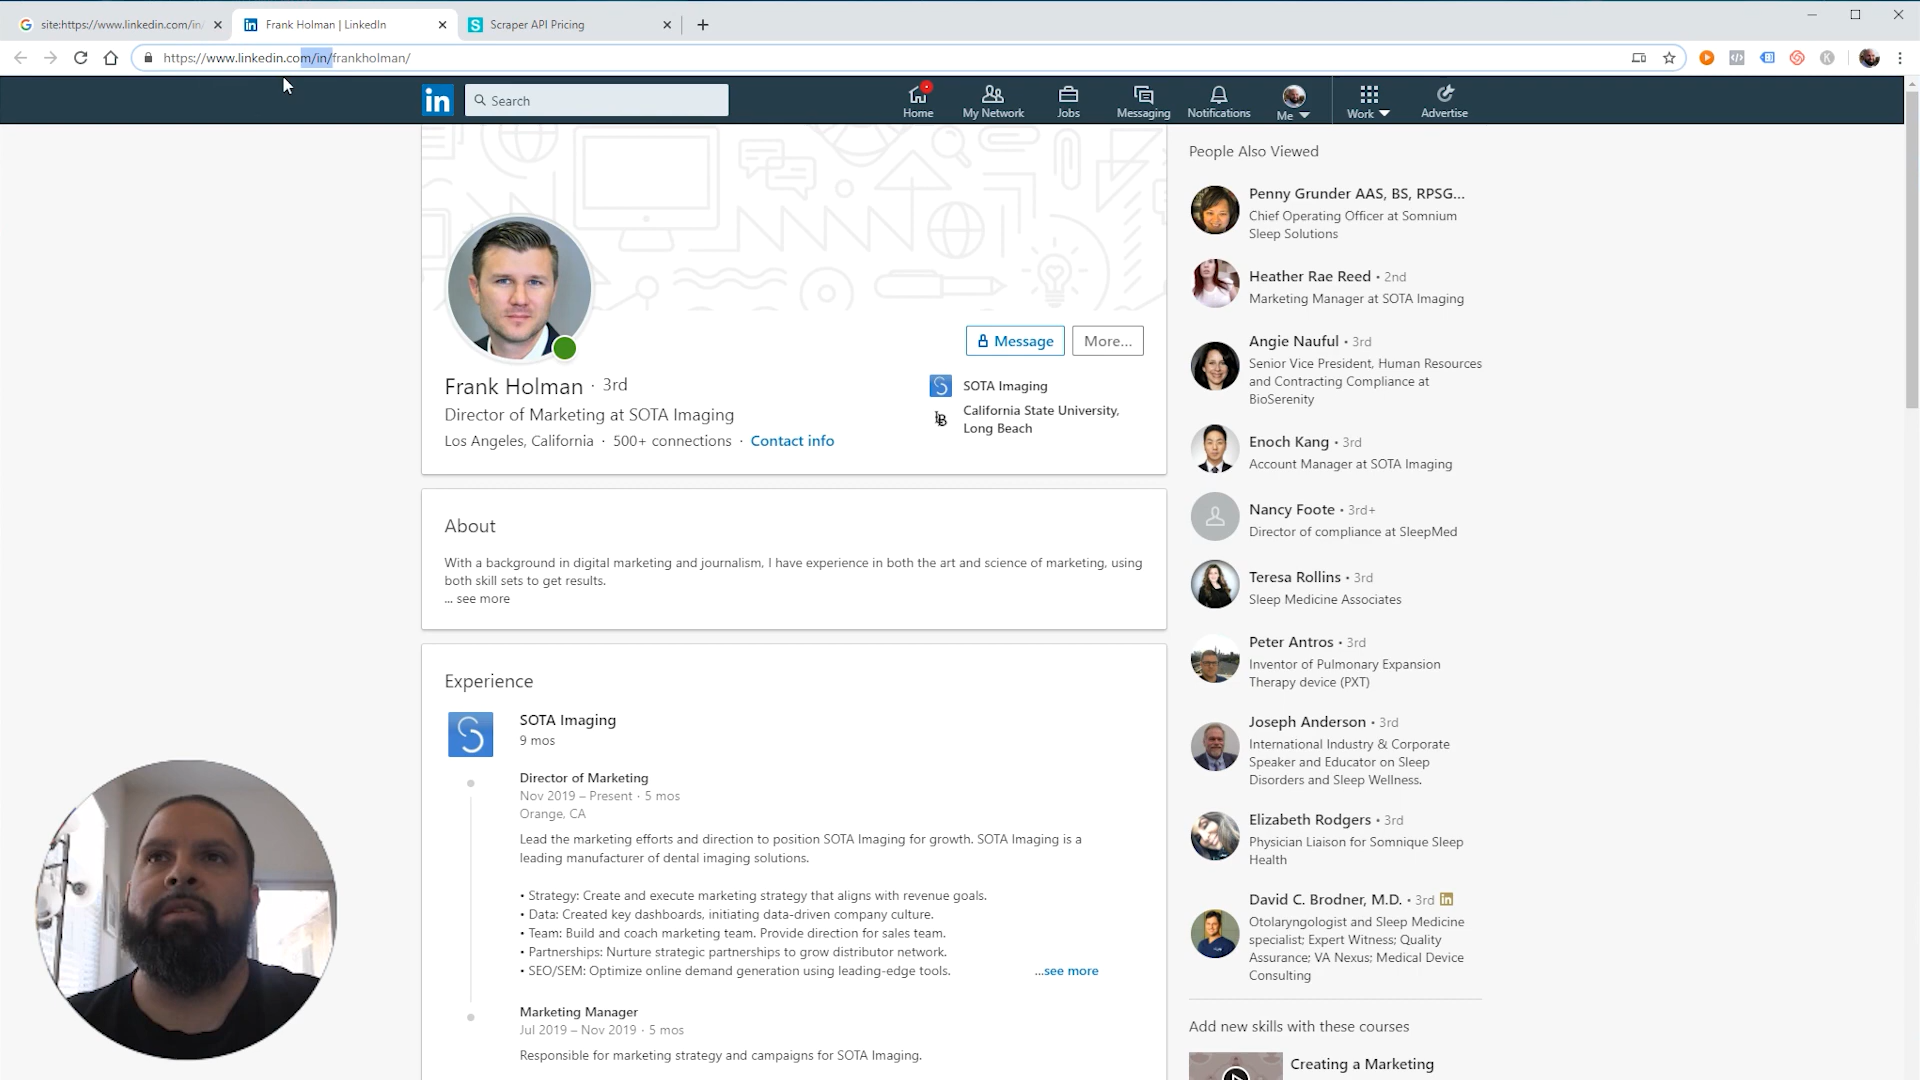 site:https://www.linkedin.com/in/
Frank Holman | LinkedIn
Scraper API Pricing
https://www.linkedin.com/in/frankholman/
in
Search
Home
My Network
Jobs
Messaging
Notifications
Me
Work
Advertise
Message
More...
Frank Holman · 3rd
Director of Marketing at SOTA Imaging
Los Angeles, California · 500+ connections · Contact info
SOTA Imaging
California State University,
Long Beach
About
With a background in digital marketing and journalism, I have experience in both the art and science of marketing, using
both skill sets to get results.
... see more
Experience
SOTA Imaging
9 mos
Director of Marketing
Nov 2019 – Present · 5 mos
Orange, CA
Lead the marketing efforts and direction to position SOTA Imaging for growth. SOTA Imaging is a
leading manufacturer of dental imaging solutions.
• Strategy: Create and execute marketing strategy that aligns with revenue goals.
• Data: Created key dashboards, initiating data-driven company culture.
• Team: Build and coach marketing team. Provide direction for sales team.
• Partnerships: Nurture strategic partnerships to grow distributor network.
• SEO/SEM: Optimize online demand generation using leading-edge tools.
...see more
Marketing Manager
Jul 2019 – Nov 2019 · 5 mos
Responsible for marketing strategy and campaigns for SOTA Imaging.
People Also Viewed
Penny Grunder AAS, BS, RPSG...
Chief Operating Officer at Somnium
Sleep Solutions
Heather Rae Reed • 2nd
Marketing Manager at SOTA Imaging
Angie Nauful • 3rd
Senior Vice President, Human Resources
and Contracting Compliance at
BioSerenity
Enoch Kang • 3rd
Account Manager at SOTA Imaging
Nancy Foote • 3rd+
Director of compliance at SleepMed
Teresa Rollins • 3rd
Sleep Medicine Associates
Peter Antros • 3rd
Inventor of Pulmonary Expansion
Therapy device (PXT)
Joseph Anderson • 3rd
International Industry & Corporate
Speaker and Educator on Sleep
Disorders and Sleep Wellness.
Elizabeth Rodgers • 3rd
Physician Liaison for Somnique Sleep
Health
David C. Brodner, M.D. • 3rd in
Otolaryngologist and Sleep Medicine
specialist; Expert Witness; Quality
Assurance; VA Nexus; Medical Device
Consulting
Add new skills with these courses
Creating a Marketing